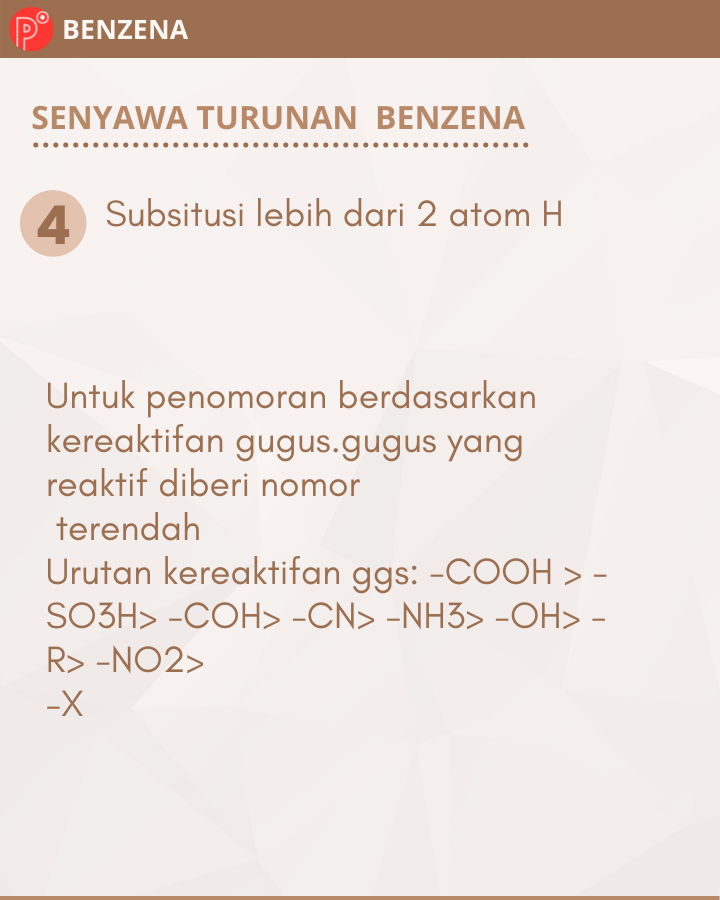 BENZENA
SENYAWA TURUNAN BENZENA
4
Subsitusi lebih dari 2 atom H
Untuk penomoran berdasarkan
kereaktifan gugus.gugus yang
reaktif diberi nomor
terendah
Urutan kereaktifan ggs: -COOH > -
SO3H> -COH> -CN> -NH3> -OH> -
R> -NO2>
-X